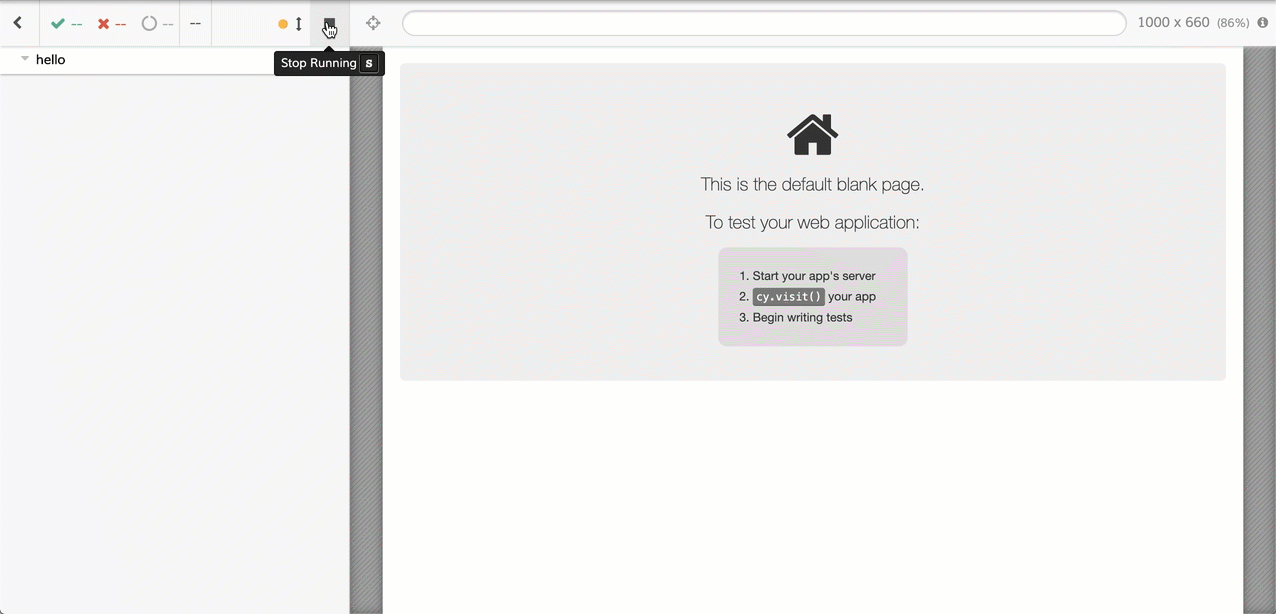 -- -- -- --
1000 x 660 (86%)
hello
Stop Running s
This is the default blank page.
To test your web application:
1. Start your app's server
2. cy.visit() your app
3. Begin writing tests